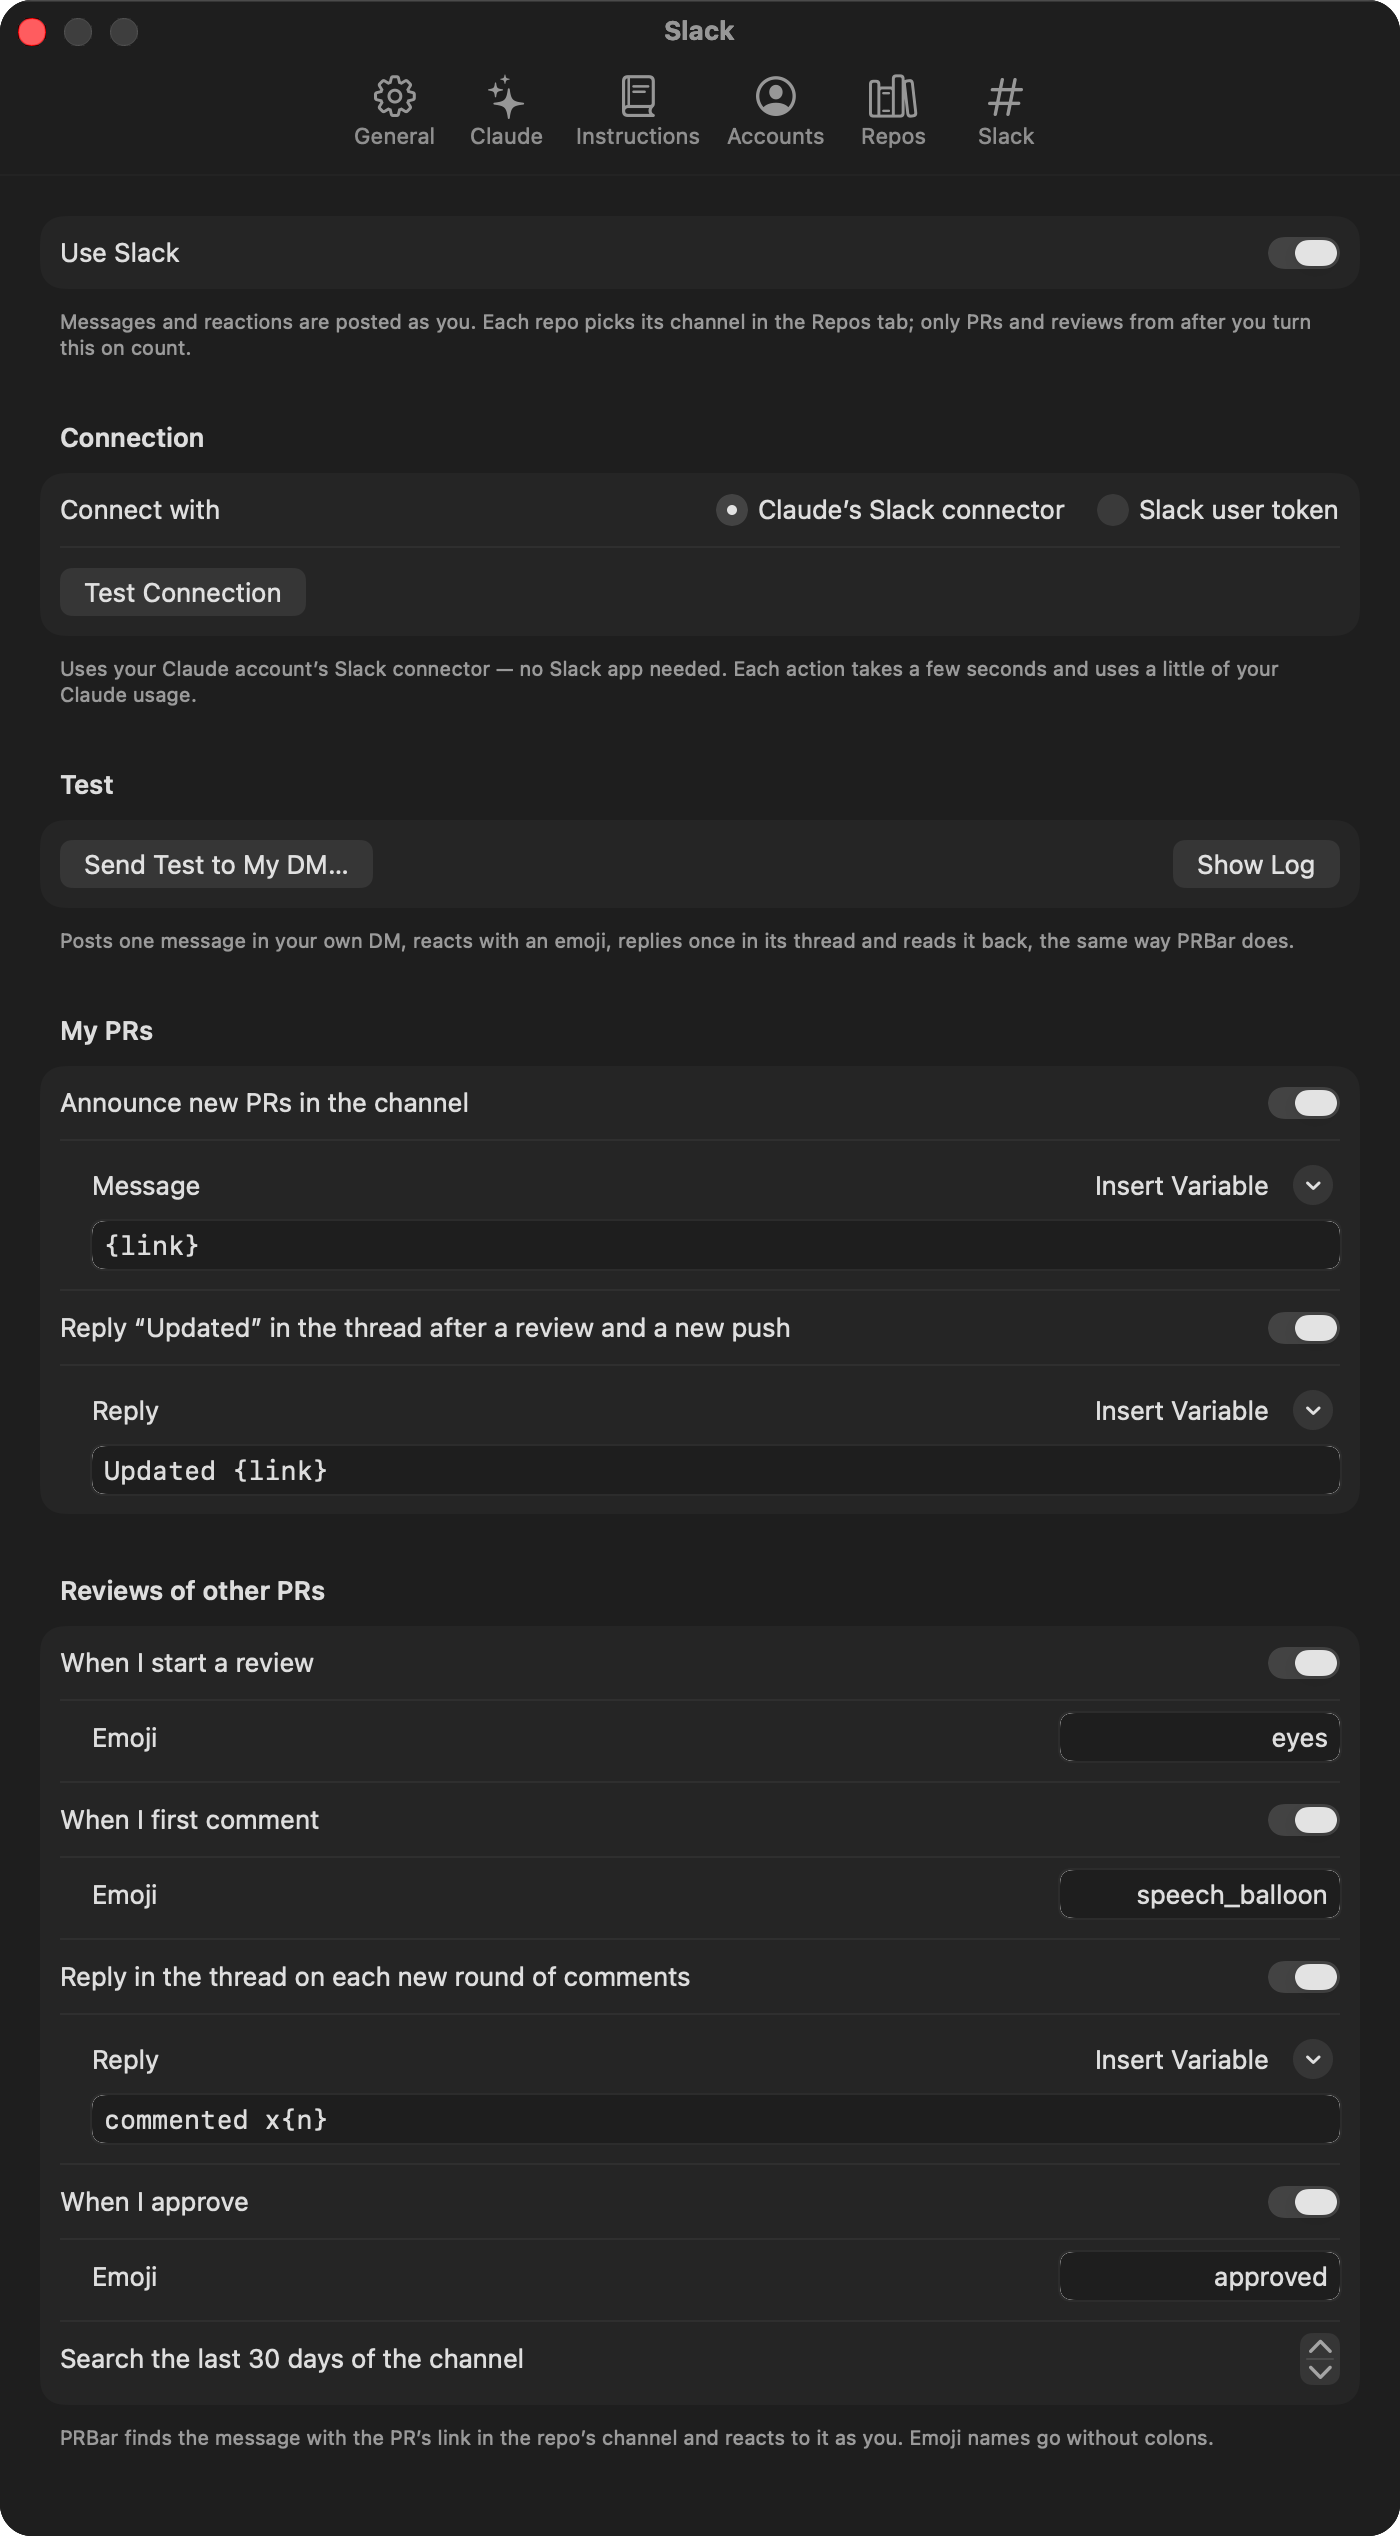 Slack
General
Claude
Instructions
Accounts
Repos
Slack
Use Slack
Messages and reactions are posted as you. Each repo picks its channel in the Repos tab; only PRs and reviews from after you turn
this on count.
Connection
Connect with
Claude’s Slack connector
Slack user token
Test Connection
Uses your Claude account’s Slack connector — no Slack app needed. Each action takes a few seconds and uses a little of your
Claude usage.
Test
Send Test to My DM...
Show Log
Posts one message in your own DM, reacts with an emoji, replies once in its thread and reads it back, the same way PRBar does.
My PRs
Announce new PRs in the channel
Message
Insert Variable
{link}
Reply “Updated” in the thread after a review and a new push
Reply
Insert Variable
Updated {link}
Reviews of other PRs
When I start a review
Emoji
eyes
When I first comment
Emoji
speech_balloon
Reply in the thread on each new round of comments
Reply
Insert Variable
commented x{n}
When I approve
Emoji
approved
Search the last 30 days of the channel
PRBar finds the message with the PR’s link in the repo’s channel and reacts to it as you. Emoji names go without colons.